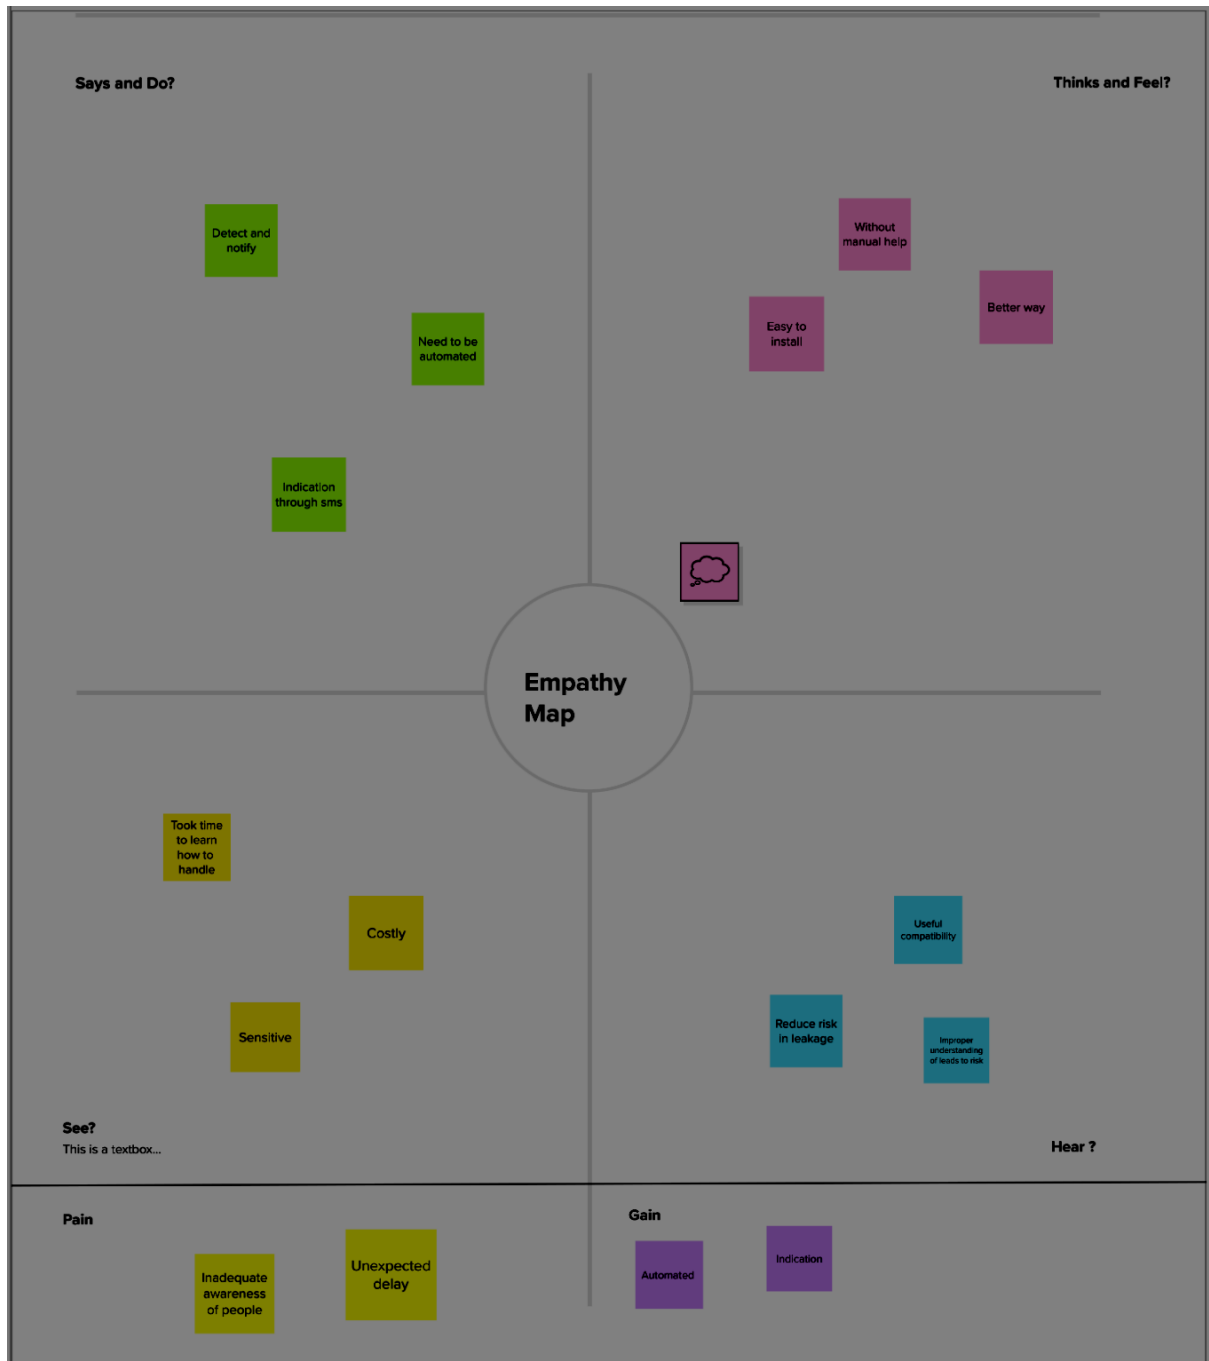 Says and Do?
Thinks and Feel?
Detect and
notify
Need to be
automated
Indication
through sms
Without
manual help
Better way
Easy to
install
Empathy
Map
Took time
to learn
how to
handle
Costly
Sensitive
Useful
compatibility
Reduce risk
in leakage
Improper
understanding
of leads to risk
See?
This is a textbox...
Hear ?
Pain
Inadequate
awareness
of people
Unexpected
delay
Gain
Automated
Indication